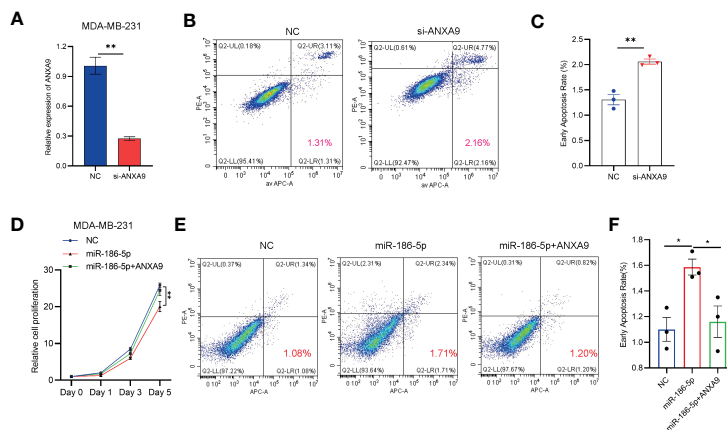 A
MDA-MB-231
**
Relative expression of ANXA9
1.2
0.9
0.6
0.3
0.0
NC
si-ANXA9
B
NC
si-ANXA9
Q2-UL(0.18%)
Q2-UR(3.11%)
Q2-UL(0.61%)
Q2-UR(4.77%)
PE-A
PE-A
1.31%
2.16%
Q2-LL(95.41%)
Q2-LR(1.31%)
Q2-LL(92.47%)
Q2-LR(2.16%)
av APC-A
av APC-A
C
**
Early Apoptosis Rate (%)
2.5
2.0
1.5
1.0
0.5
0.0
NC
si-ANXA9
D
MDA-MB-231
NC
miR-186-5p
miR-186-5p+ANXA9
Relative cell proliferation
30
20
10
0
**
Day 0
Day 1
Day 3
Day 5
E
NC
miR-186-5p
miR-186-5p+ANXA9
Q2-UL(0.37%)
Q2-UR(1.34%)
Q2-UL(2.31%)
Q2-UR(2.34%)
Q2-UL(0.31%)
Q2-UR(0.82%)
PE-A
PE-A
PE-A
1.08%
1.71%
1.20%
Q2-LL(97.22%)
Q2-LR(1.08%)
Q2-LL(93.64%)
Q2-LR(1.71%)
Q2-LL(97.67%)
Q2-LR(1.20%)
APC-A
APC-A
APC-A
F
*
*
Early Apoptosis Rate(%)
1.8
1.6
1.4
1.2
1.0
0.8
NC
miR-186-5p
miR-186-5p+ANXA9